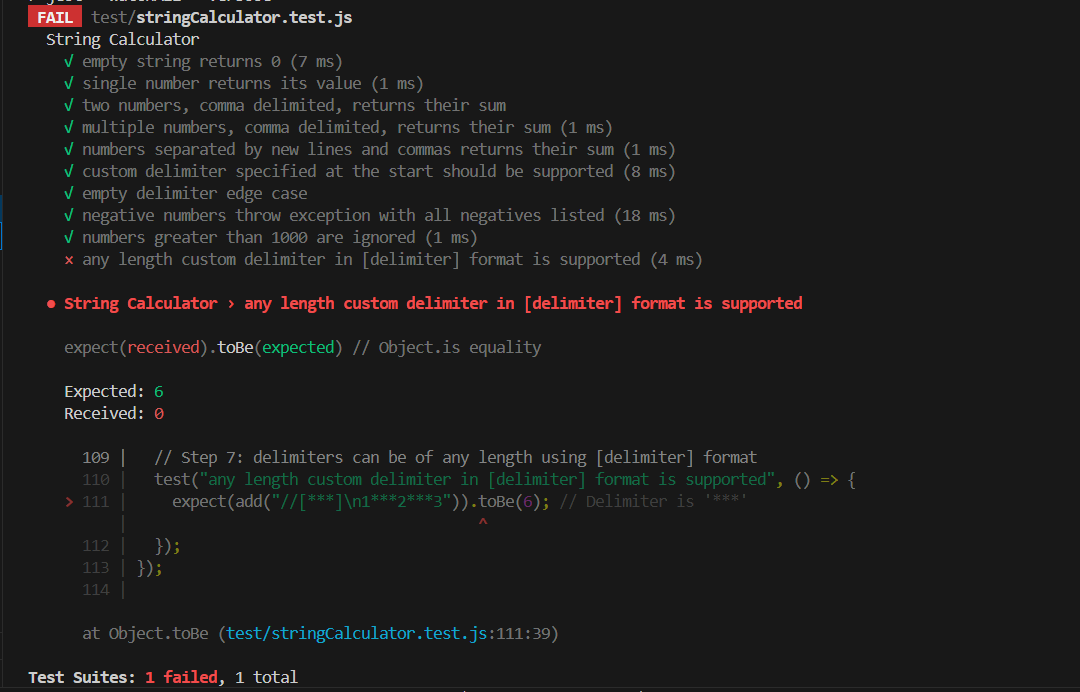 FAIL test/stringCalculator.test.js
String Calculator
√ empty string returns 0 (7 ms)
√ single number returns its value (1 ms)
√ two numbers, comma delimited, returns their sum
√ multiple numbers, comma delimited, returns their sum (1 ms)
√ numbers separated by new lines and commas returns their sum (1 ms)
√ custom delimiter specified at the start should be supported (8 ms)
√ empty delimiter edge case
√ negative numbers throw exception with all negatives listed (18 ms)
√ numbers greater than 1000 are ignored (1 ms)
× any length custom delimiter in [delimiter] format is supported (4 ms)
● String Calculator › any length custom delimiter in [delimiter] format is supported
expect(received).toBe(expected) // Object.is equality
Expected: 6
Received: 0
109 | // Step 7: delimiters can be of any length using [delimiter] format
110 | test("any length custom delimiter in [delimiter] format is supported", () => {
> 111 | expect(add("//[***]\n1***2***3")).toBe(6); // Delimiter is '***'
| ^
112 | });
113 | });
114 |
at Object.toBe (test/stringCalculator.test.js:111:39)
Test Suites: 1 failed, 1 total